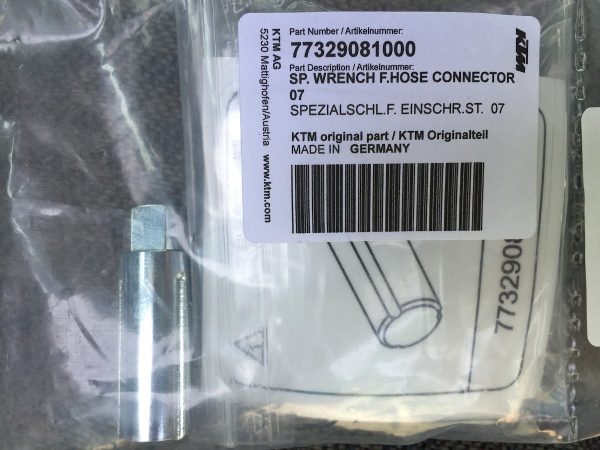 Part Number / Artikelnummer:
77329081000
Part Description / Artikelnummer:
SP. WRENCH F.HOSE CONNECTOR
07
SPEZIALSCHL.F. EINSCHR.ST. 07
KTM original part / KTM Originalteil
MADE IN GERMANY
KTM
KTM AG
5230 Mattighofen/Austria
www.ktm.com
7732908